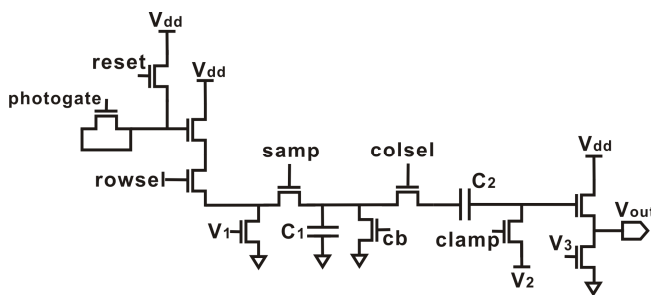 Vdd
reset
Vdd
photogate
samp
colsel
Vdd
rowsel
C2
V1
C1
cb
clamp
V3
Vout
V2